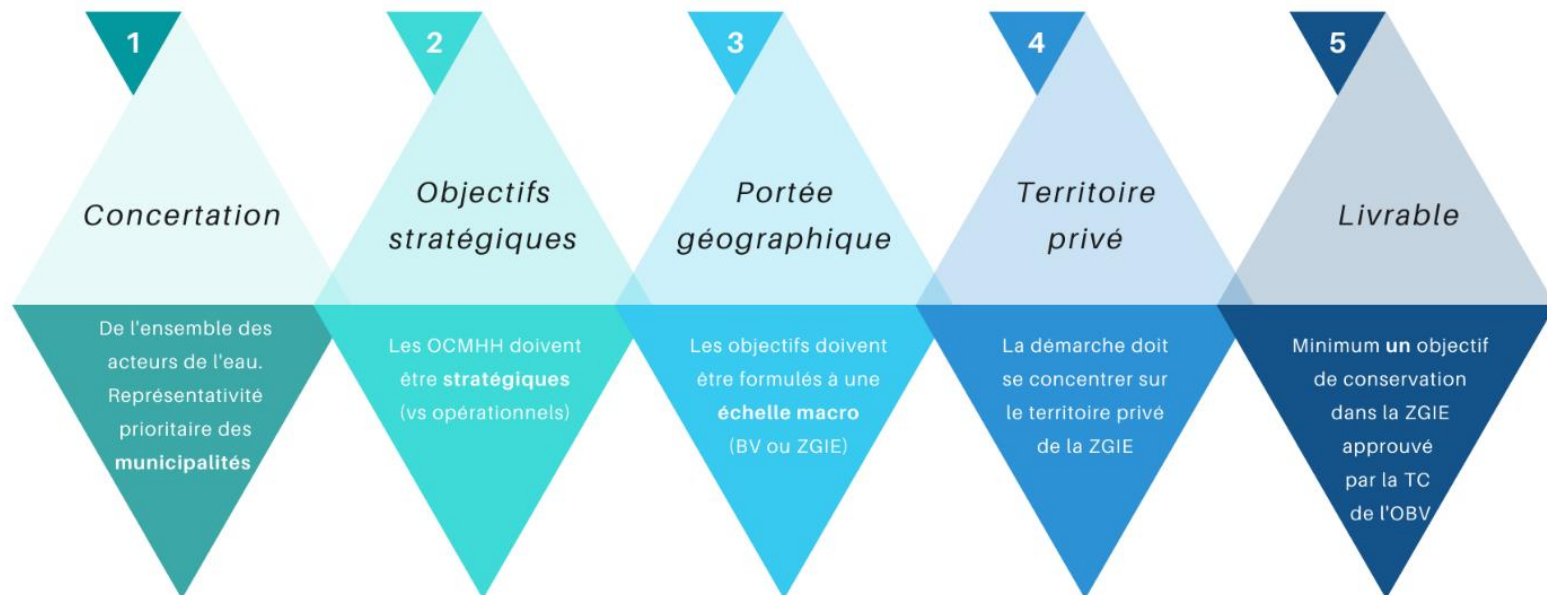 1
Concertation
De l'ensemble des
acteurs de l'eau.
Représentativité
prioritaire des
municipalités
2
Objectifs
stratégiques
Les OCMHH doivent
être stratégiques
(vs opérationnels)
3
Portée
géographique
Les objectifs doivent
être formulés à une
échelle macro
(BV ou ZGIE)
4
Territoire
privé
La démarche doit
se concentrer sur
le territoire privé
de la ZGIE
5
Livrable
Minimum un objectif
de conservation
dans la ZGIE
approuvé
par la TC
de l'OBV